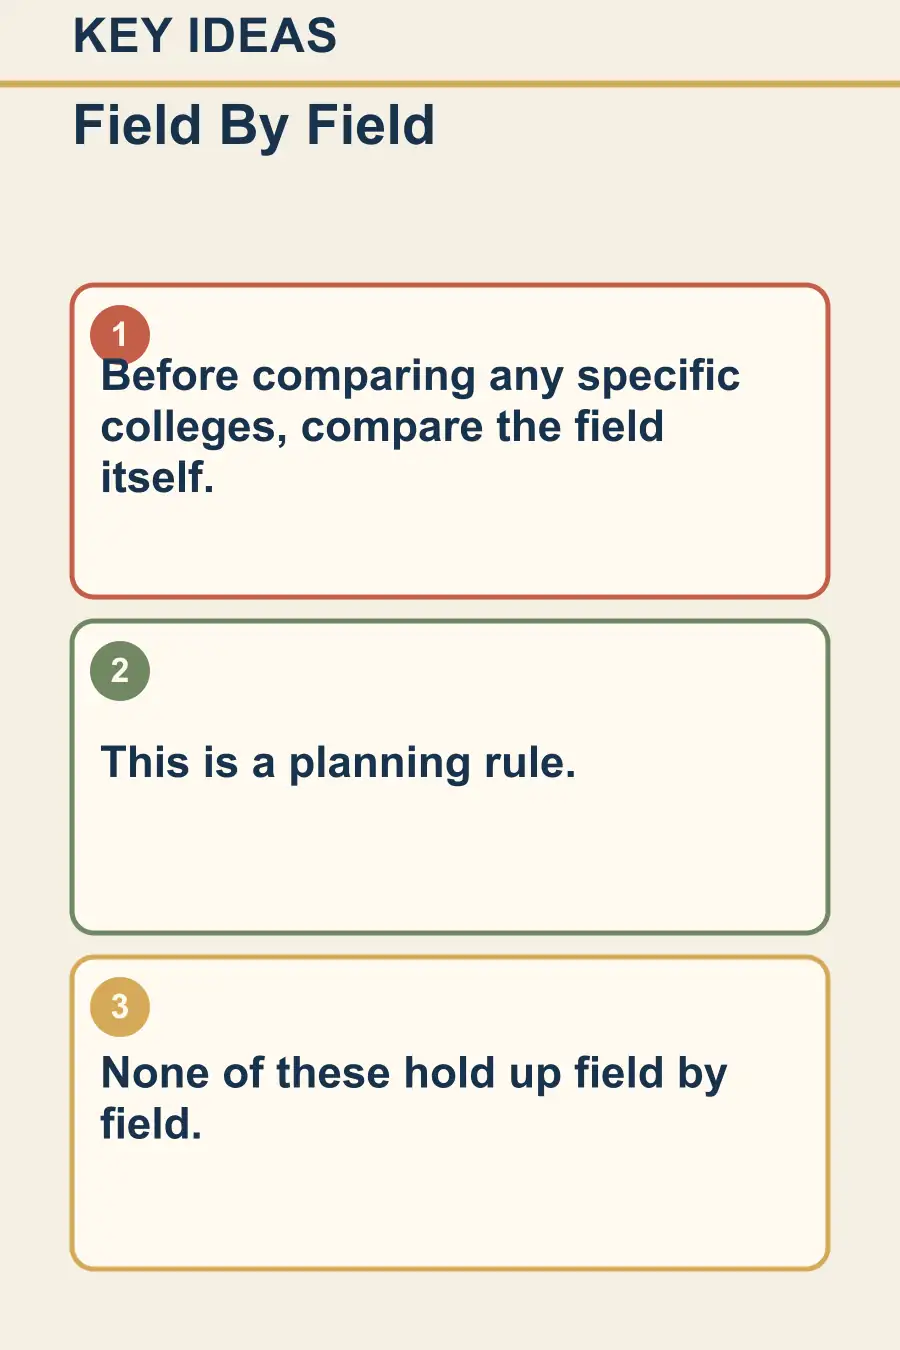 KEY IDEAS
Field By Field
1
Before comparing any specific
colleges, compare the field
itself.
2
This is a planning rule.
3
None of these hold up field by
field.